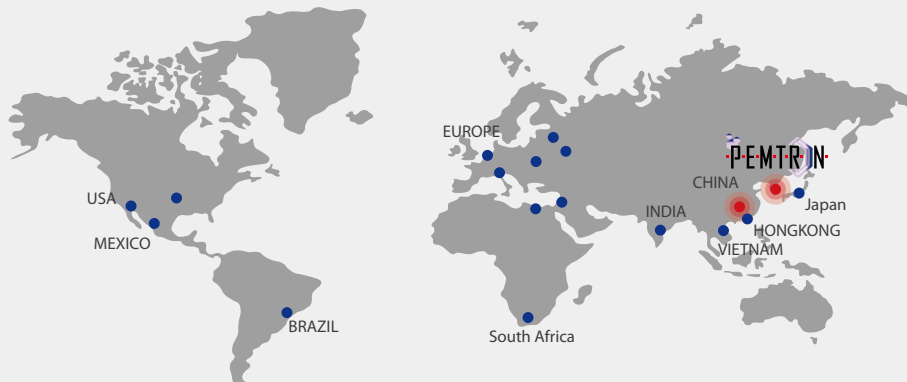 EUROPE
PEMTRON
CHINA
USA
Japan
INDIA
HONGKONG
MEXICO
VIETNAM
BRAZIL
South Africa